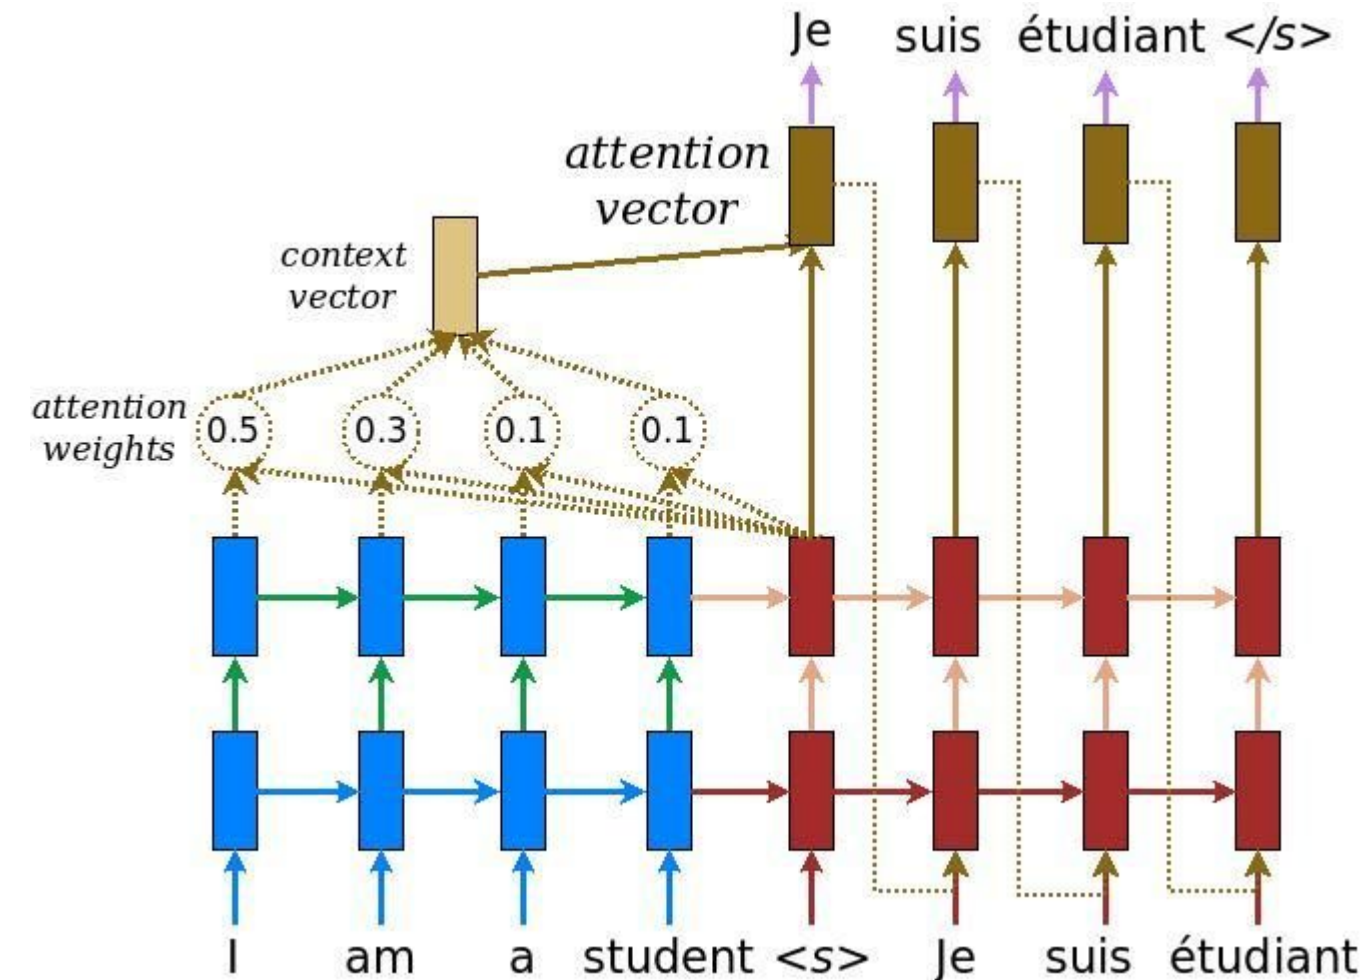 Je suis étudiant </s>
attention
vector
context
vector
attention
weights
0.5 0.3 0.1 0.1
I am a student <s> Je suis étudiant